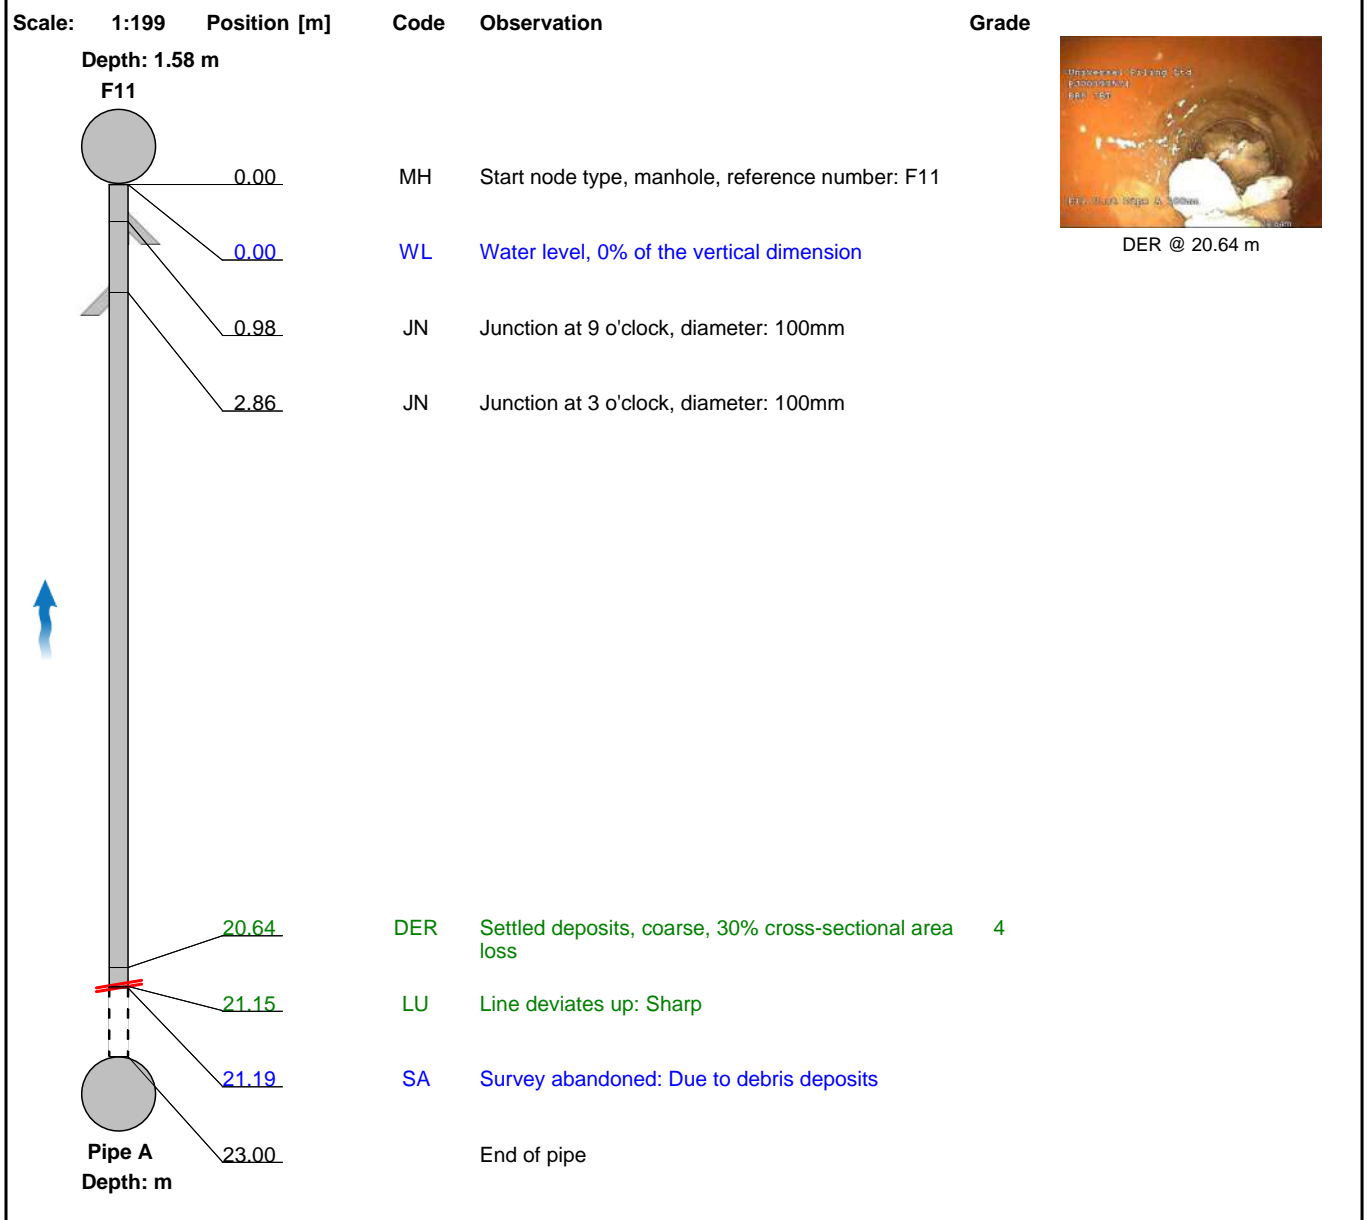 Scale: 1:199 Position [m] Code Observation Grade
Depth: 1.58 m
F11
0.00 MH Start node type, manhole, reference number: F11
0.00 WL Water level, 0% of the vertical dimension
0.98 JN Junction at 9 o'clock, diameter: 100mm
2.86 JN Junction at 3 o'clock, diameter: 100mm
20.64 DER Settled deposits, coarse, 30% cross-sectional area 4
loss
21.15 LU Line deviates up: Sharp
21.19 SA Survey abandoned: Due to debris deposits
23.00 End of pipe
Pipe A
Depth: m
Universal Piling Ltd
DER @ 20.64 m